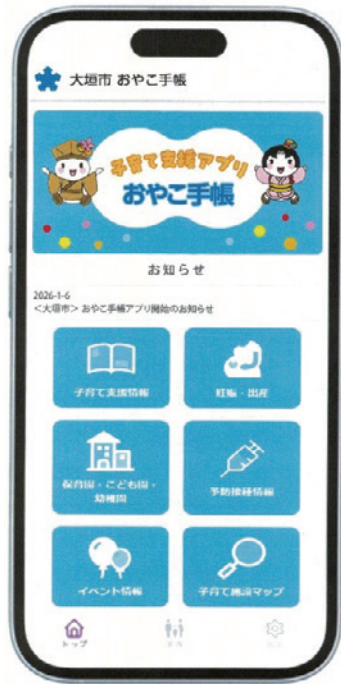 大垣市 おやこ手帳
子育て支援アプリ
おやこ手帳
お知らせ
2026-1-6
<大垣市> おやこ手帳アプリ開始のお知らせ
子育て支援情報
妊娠・出産
保育園・こども園・
幼稚園
予防接種情報
イベント情報
子育て施設マップ
トップ